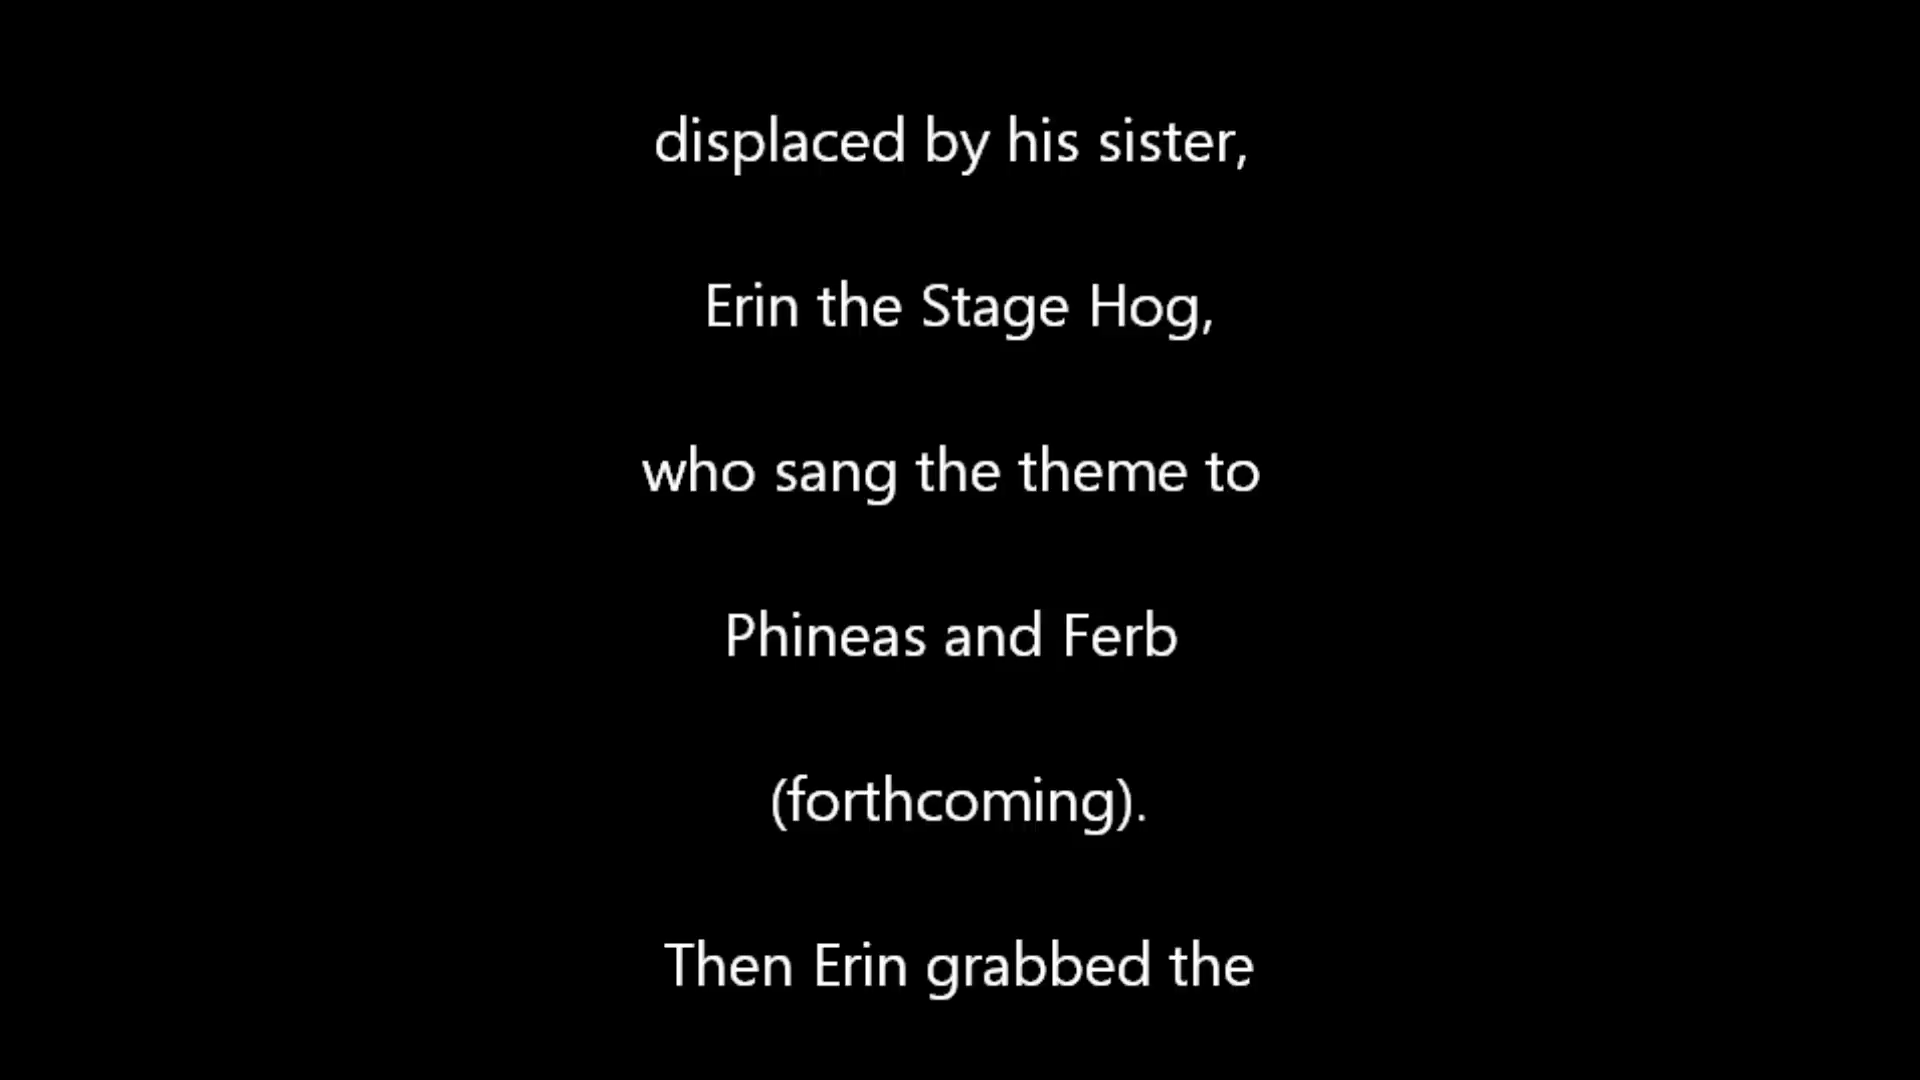 displaced by his sister,
Erin the Stage Hog,
who sang the theme to
Phineas and Ferb
(forthcoming).
Then Erin grabbed the